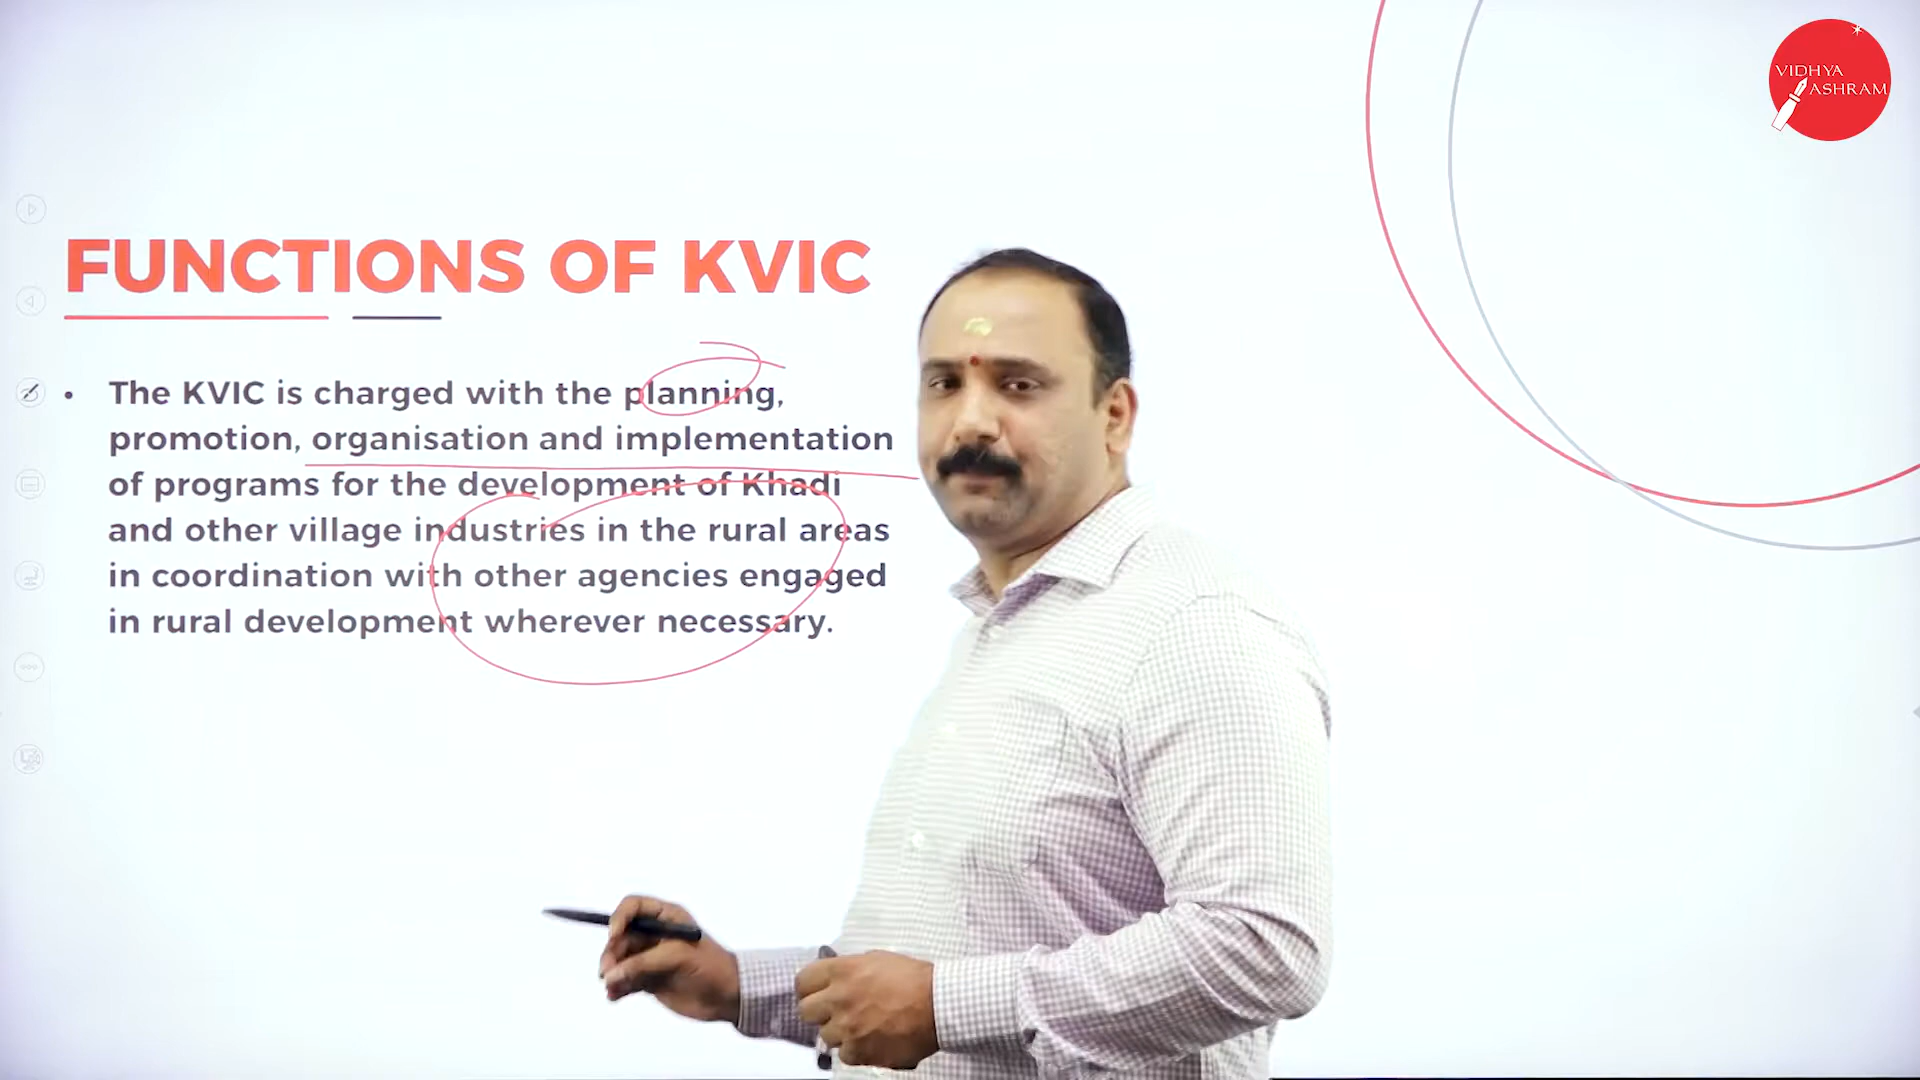 VIDHYA
ASHRAM
FUNCTIONS OF KVIC
• The KVIC is charged with the planning,
promotion, organisation and implementation
of programs for the development of Khadi
and other village industries in the rural areas
in coordination with other agencies engaged
in rural development wherever necessary.